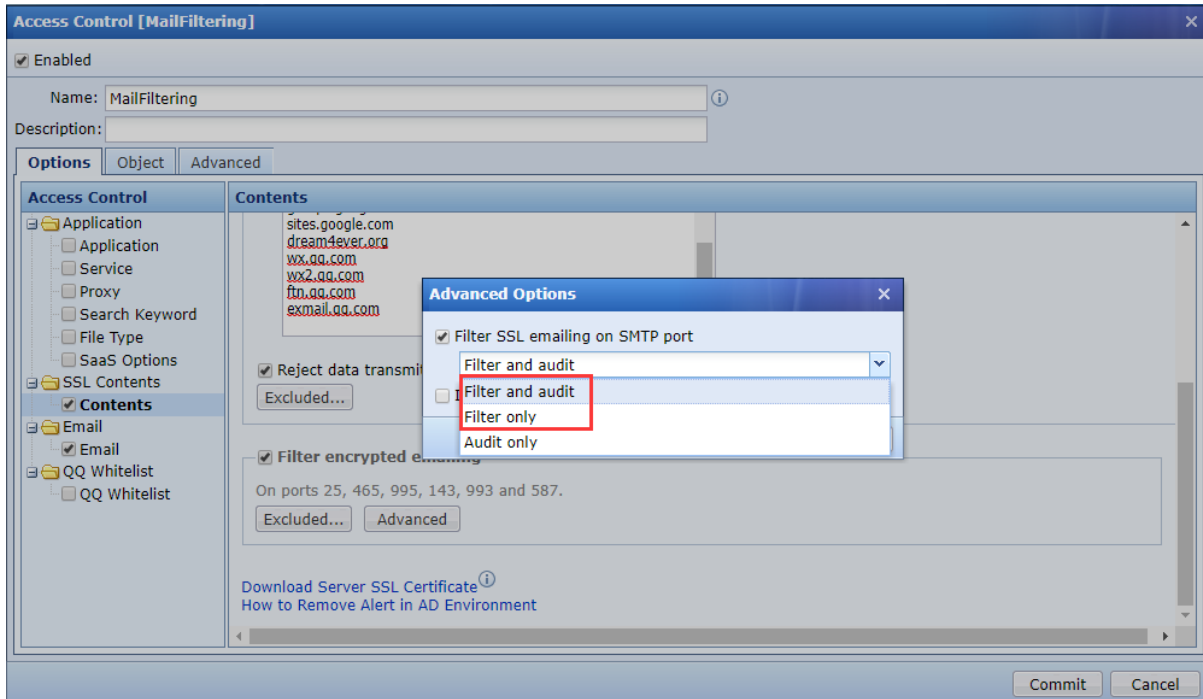 Access Control [MailFiltering]
Enabled
Name: MailFiltering
Description:
Options Object Advanced
Access Control
Application
Application
Service
Proxy
Search Keyword
File Type
SaaS Options
SSL Contents
Contents
Email
Email
QQ Whitelist
QQ Whitelist
Contents
sites.google.com
dream4ever.org
wx.qq.com
wx2.qq.com
ftn.qq.com
exmail.qq.com
Reject data
Excluded...
Advanced Options
Filter SSL emailing on SMTP port
Filter and audit
Filter and audit
Filter only
Audit only
Filter encrypted emailing
On ports 25, 465, 995, 143, 993 and 587.
Excluded... Advanced
Download Server SSL Certificate
How to Remove Alert in AD Environment
Commit Cancel